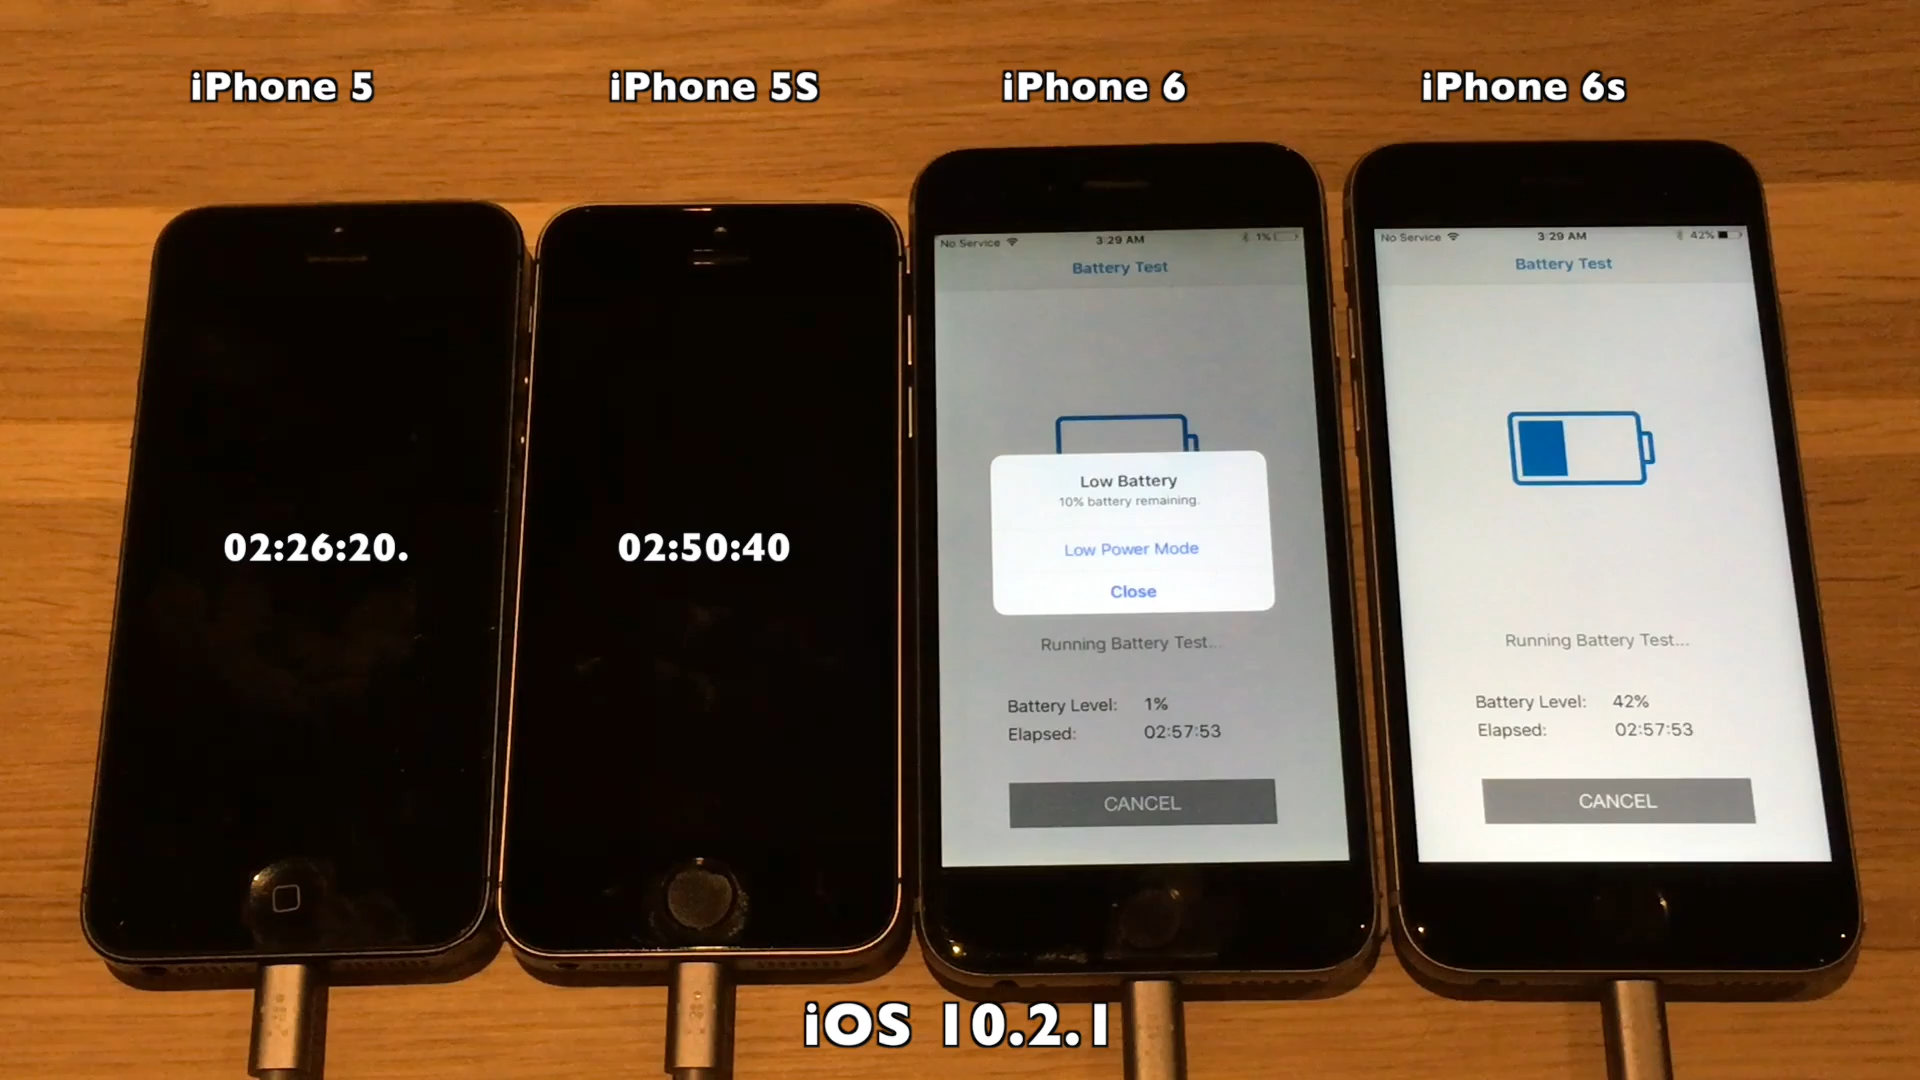 iPhone 5
iPhone 5S
iPhone 6
iPhone 6s
02:26:20.
02:50:40
No Service
3:29 AM
1%
Battery Test
Low Battery
10% battery remaining.
Low Power Mode
Close
Running Battery Test...
Battery Level: 1%
Elapsed: 02:57:53
CANCEL
No Service
3:29 AM
42%
Battery Test
Running Battery Test...
Battery Level: 42%
Elapsed: 02:57:53
CANCEL
iOS 10.2.1